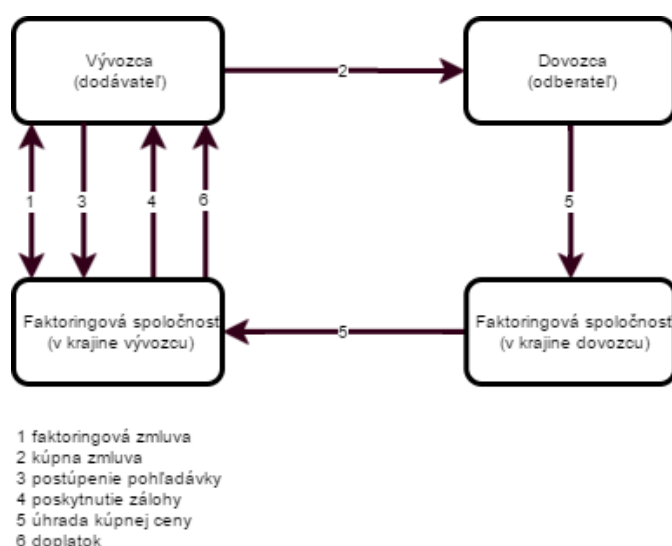 Vývozca
(dodávateľ)
2
Dovozca
(odberateľ)
1
3
4
6
5
Faktoringová spoločnosť
(v krajine vývozcu)
5
Faktoringová spoločnosť
(v krajine dovozcu)
1 faktoringová zmluva
2 kúpna zmluva
3 postúpenie pohľadávky
4 poskytnutie zálohy
5 úhrada kúpnej ceny
6 doplatok